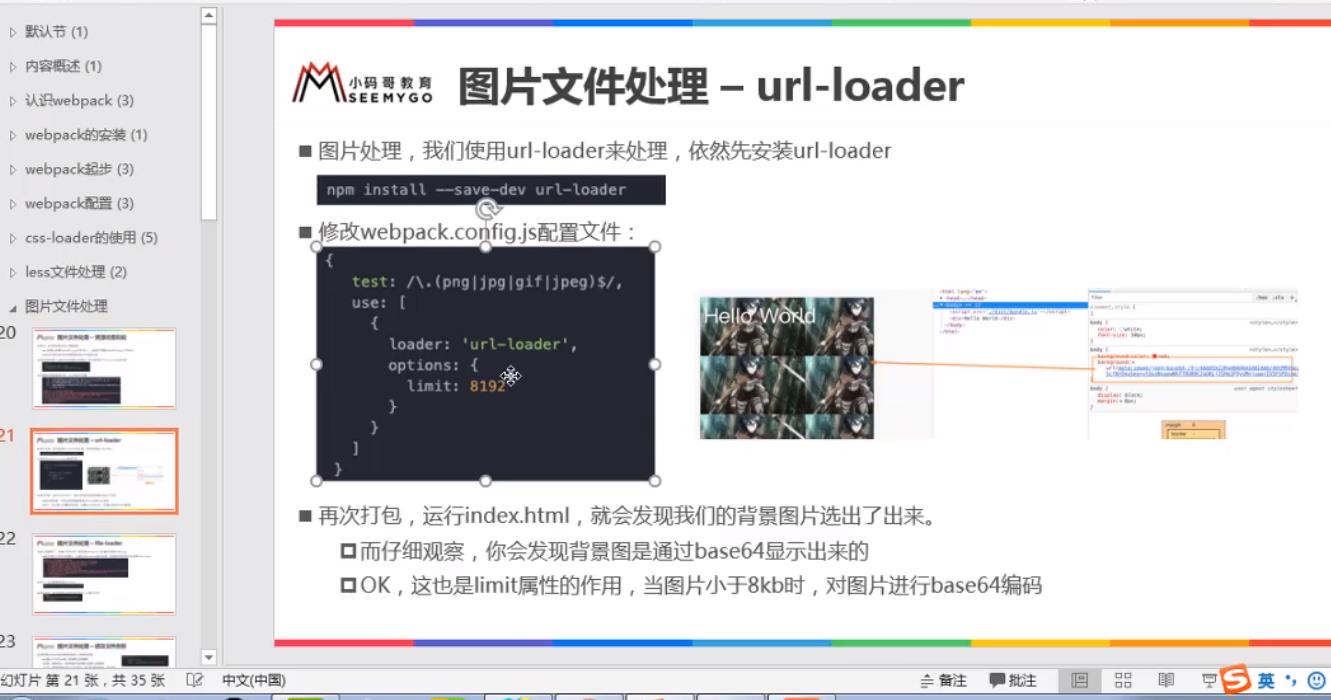 默认节 (1)
内容概述 (1)
认识webpack (3)
webpack的安装 (1)
webpack起步 (3)
webpack配置 (3)
css-loader的使用 (5)
less文件处理 (2)
图片文件处理
20
21
22
23
小码哥教育
SEEMYGO
图片文件处理 – url-loader
图片处理，我们使用url-loader来处理，依然先安装url-loader
npm install --save-dev url-loader
修改webpack.config.js配置文件：
{
test: /\.(png|jpg|gif|jpeg)$/,
use: [
{
loader: 'url-loader',
options: {
limit: 8192
}
}
]
}
Hello World
再次打包，运行index.html，就会发现我们的背景图片选出了出来。
而仔细观察，你会发现背景图是通过base64显示出来的
OK，这也是limit属性的作用，当图片小于8kb时，对图片进行base64编码
幻灯片 第 21 张，共 35 张
中文(中国)
备注
批注
英